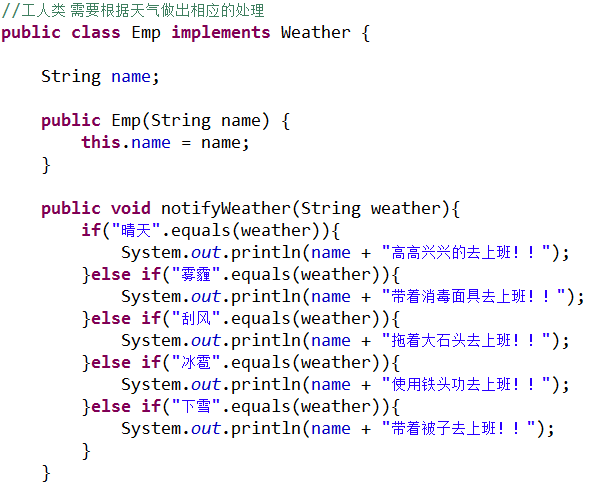 //工人类 需要根据天气做出相应的处理
public class Emp implements Weather {
String name;
public Emp(String name) {
this.name = name;
}
public void notifyWeather(String weather){
if("晴天".equals(weather)){
System.out.println(name + "高高兴兴的去上班！！");
}else if("雾霾".equals(weather)){
System.out.println(name + "带着消毒面具去上班！！");
}else if("刮风".equals(weather)){
System.out.println(name + "拖着大石头去上班！！");
}else if("冰雹".equals(weather)){
System.out.println(name + "使用铁头功去上班！！");
}else if("下雪".equals(weather)){
System.out.println(name + "带着被子去上班！！");
}
}